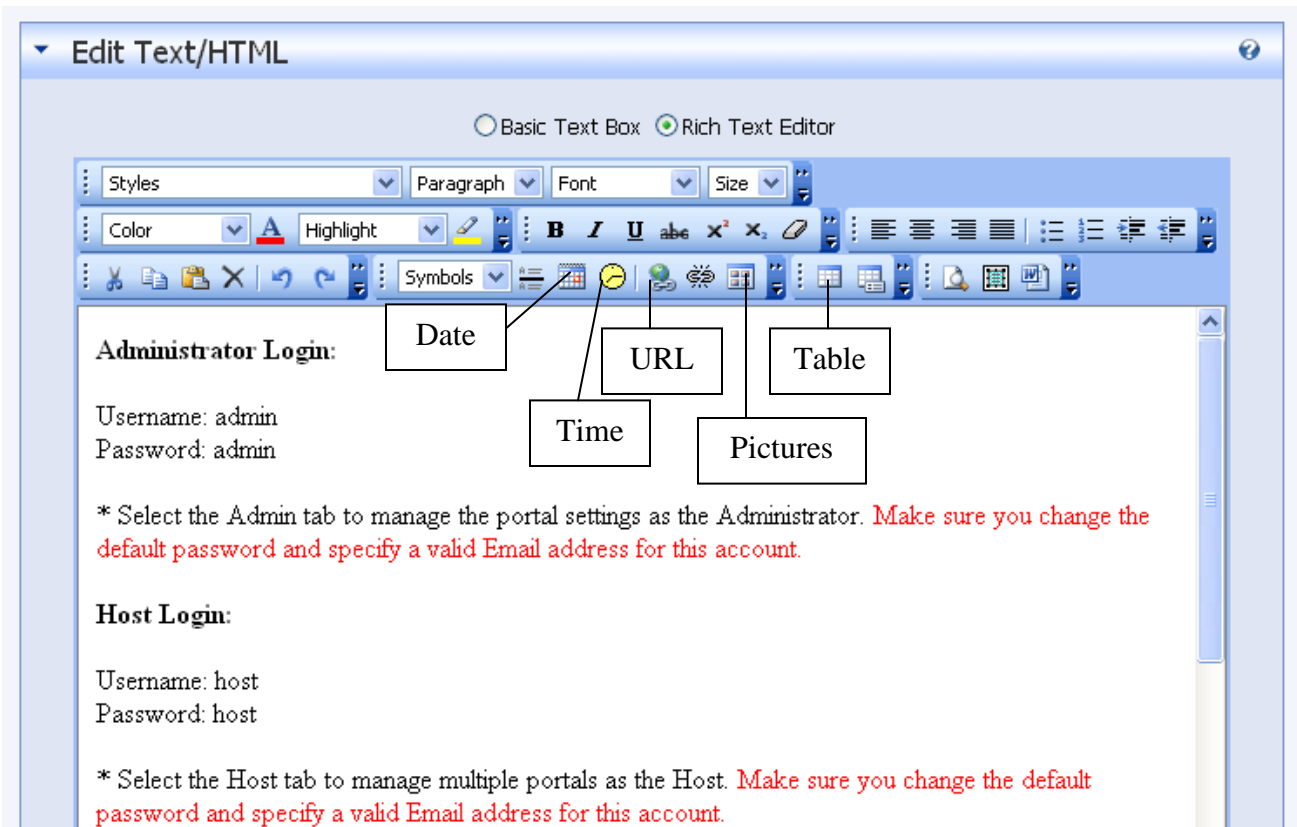 Edit Text/HTML
Basic Text Box Rich Text Editor
Styles Paragraph Font Size
Color A Highlight B I U abc x² x₂
Symbols
Date
URL
Table
Time
Pictures
Administrator Login:
Username: admin
Password: admin
* Select the Admin tab to manage the portal settings as the Administrator. Make sure you change the
default password and specify a valid Email address for this account.
Host Login:
Username: host
Password: host
* Select the Host tab to manage multiple portals as the Host. Make sure you change the default
password and specify a valid Email address for this account.